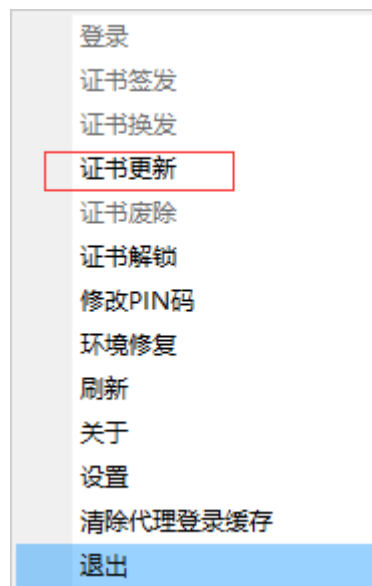 登录
证书签发
证书换发
证书更新
证书废除
证书解锁
修改PIN码
环境修复
刷新
关于
设置
清除代理登录缓存
退出